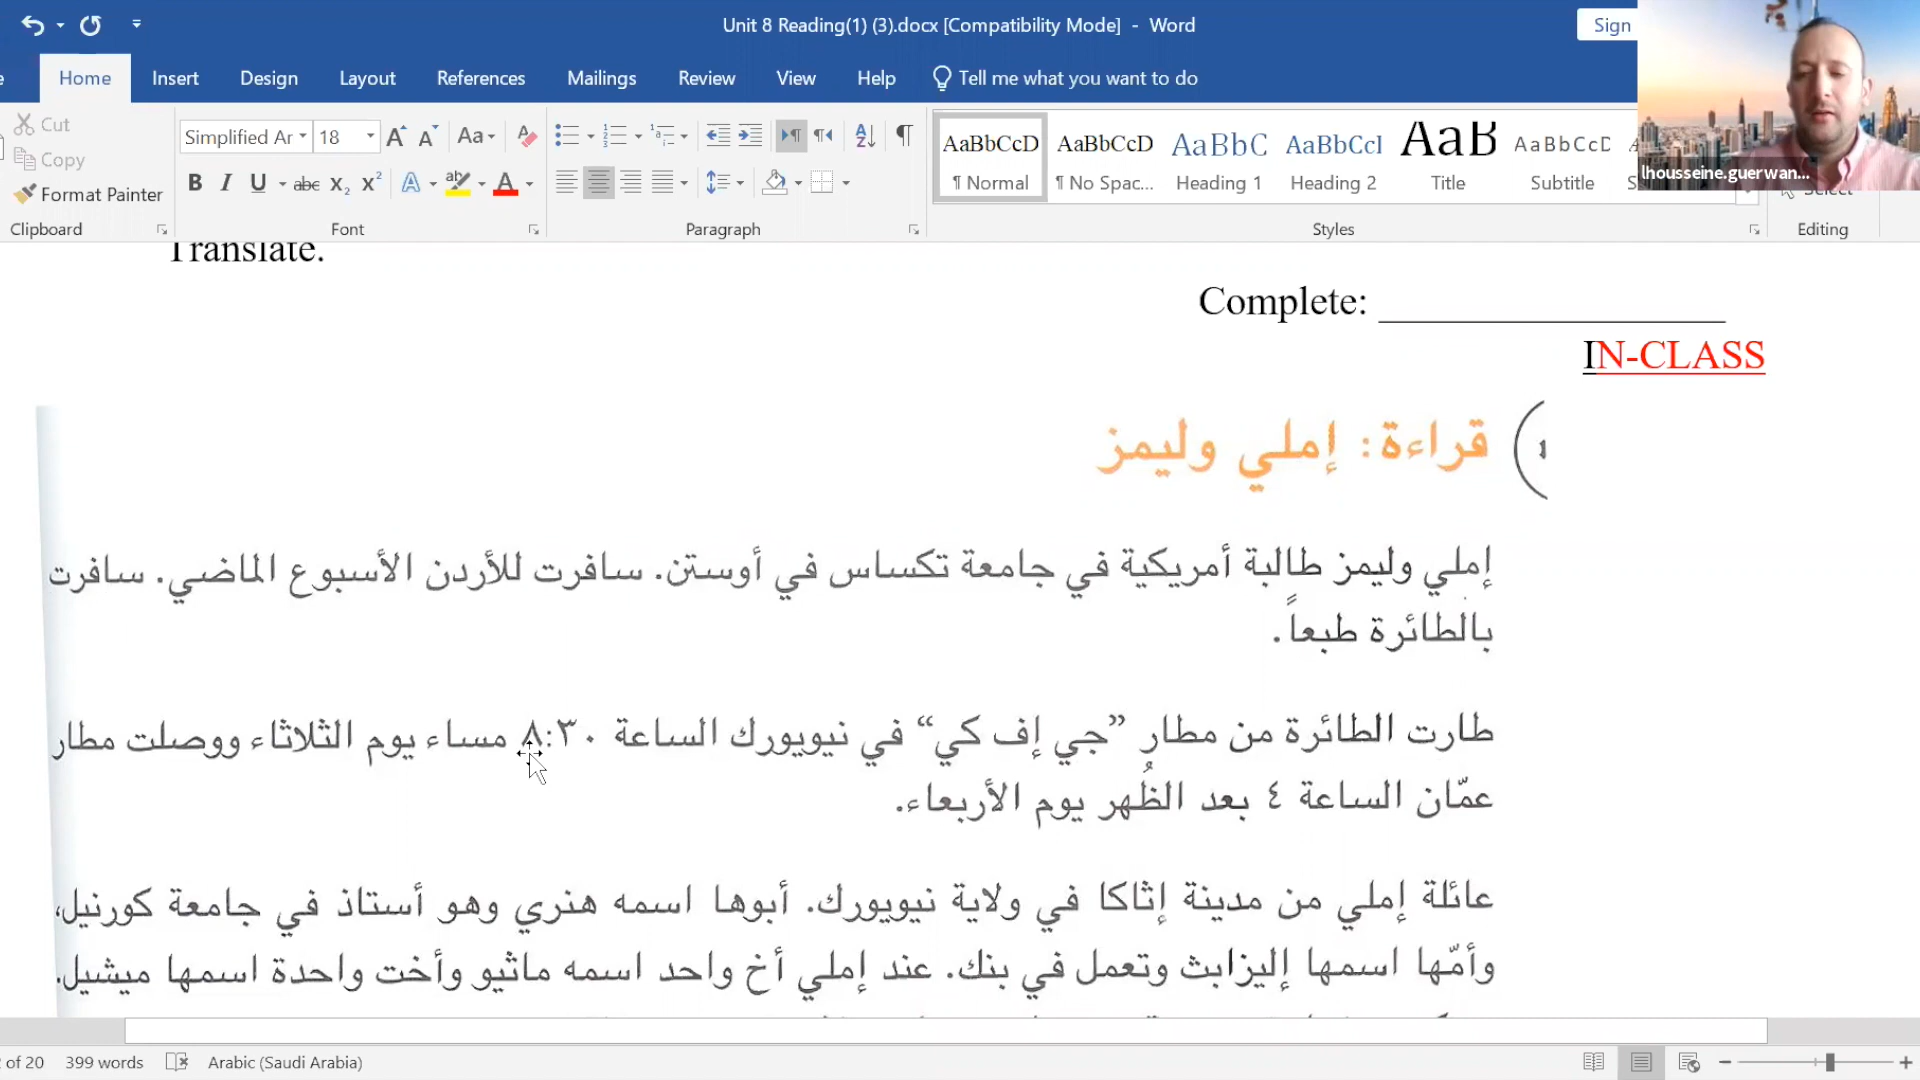 Unit 8 Reading(1) (3).docx [Compatibility Mode] - Word
Sign
Home Insert Design Layout References Mailings Review View Help Tell me what you want to do
lhousseine.guerwan...
Cut
Copy
Format Painter
Clipboard
Simplified Ar 18
Font
Paragraph
AaBbCcD AaBbCcD AaBbC AaBbCcI AaB AaBbCcD
¶ Normal ¶ No Spac... Heading 1 Heading 2 Title Subtitle
Styles
Select
Editing
Translate.
Complete: ____________________
IN-CLASS
قراءة: إملي وليمز
إملي وليمز طالبة أمريكية في جامعة تكساس في أوستن. سافرت للأردن الأسبوع الماضي. سافرت
بالطائرة طبعاً.
طارت الطائرة من مطار ”جي إف كي“ في نيويورك الساعة ٨:٣٠ مساء يوم الثلاثاء ووصلت مطار
عمّان الساعة ٤ بعد الظُهر يوم الأربعاء.
عائلة إملي من مدينة إثاكا في ولاية نيويورك. أبوها اسمه هنري وهو أستاذ في جامعة كورنيل،
وأمّها اسمها إليزابث وتعمل في بنك. عند إملي أخ واحد اسمه ماثيو وأخت واحدة اسمها ميشيل.
of 20 399 words Arabic (Saudi Arabia)